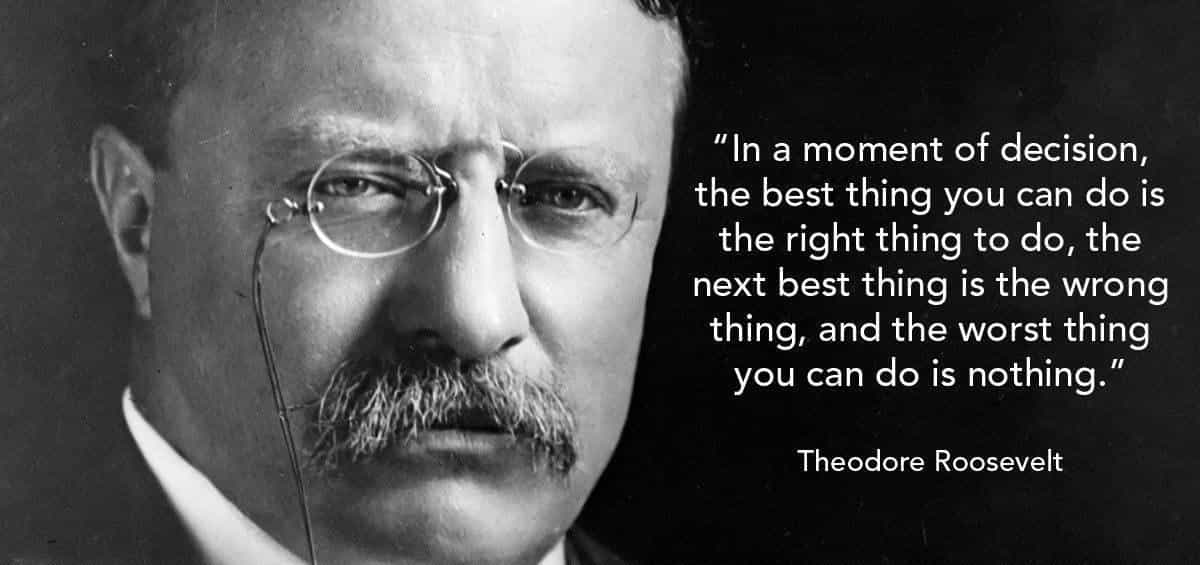 “In a moment of decision,
the best thing you can do is
the right thing to do, the
next best thing is the wrong
thing, and the worst thing
you can do is nothing.”
Theodore Roosevelt